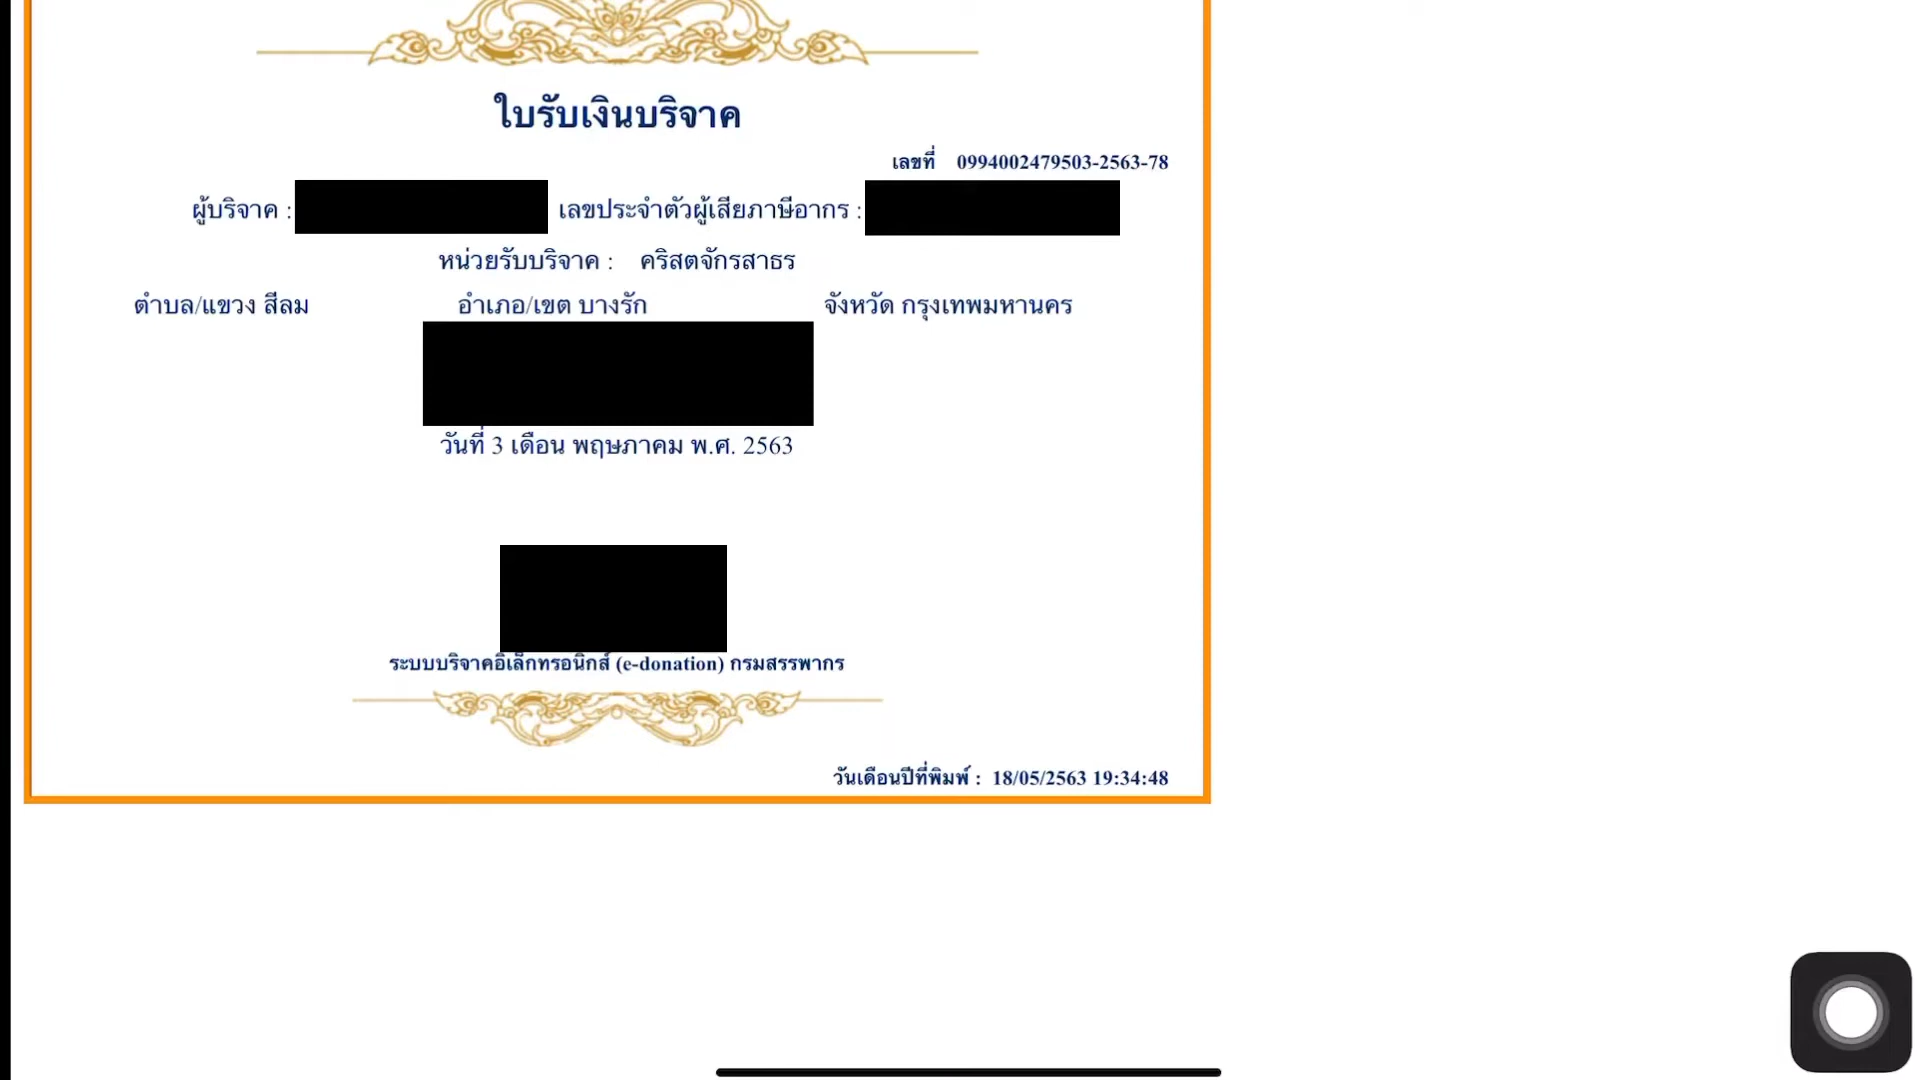 ใบรับเงินบริจาค
เลขที่ 0994002479503-2563-78
ผู้บริจาค : เลขประจำตัวผู้เสียภาษีอากร :
หน่วยรับบริจาค : คริสตจักรสาธร
ตำบล/แขวง สีลม อำเภอ/เขต บางรัก จังหวัด กรุงเทพมหานคร
วันที่ 3 เดือน พฤษภาคม พ.ศ. 2563
ระบบบริจาคอิเล็กทรอนิกส์ (e-donation) กรมสรรพากร
วันเดือนปีที่พิมพ์ : 18/05/2563 19:34:48